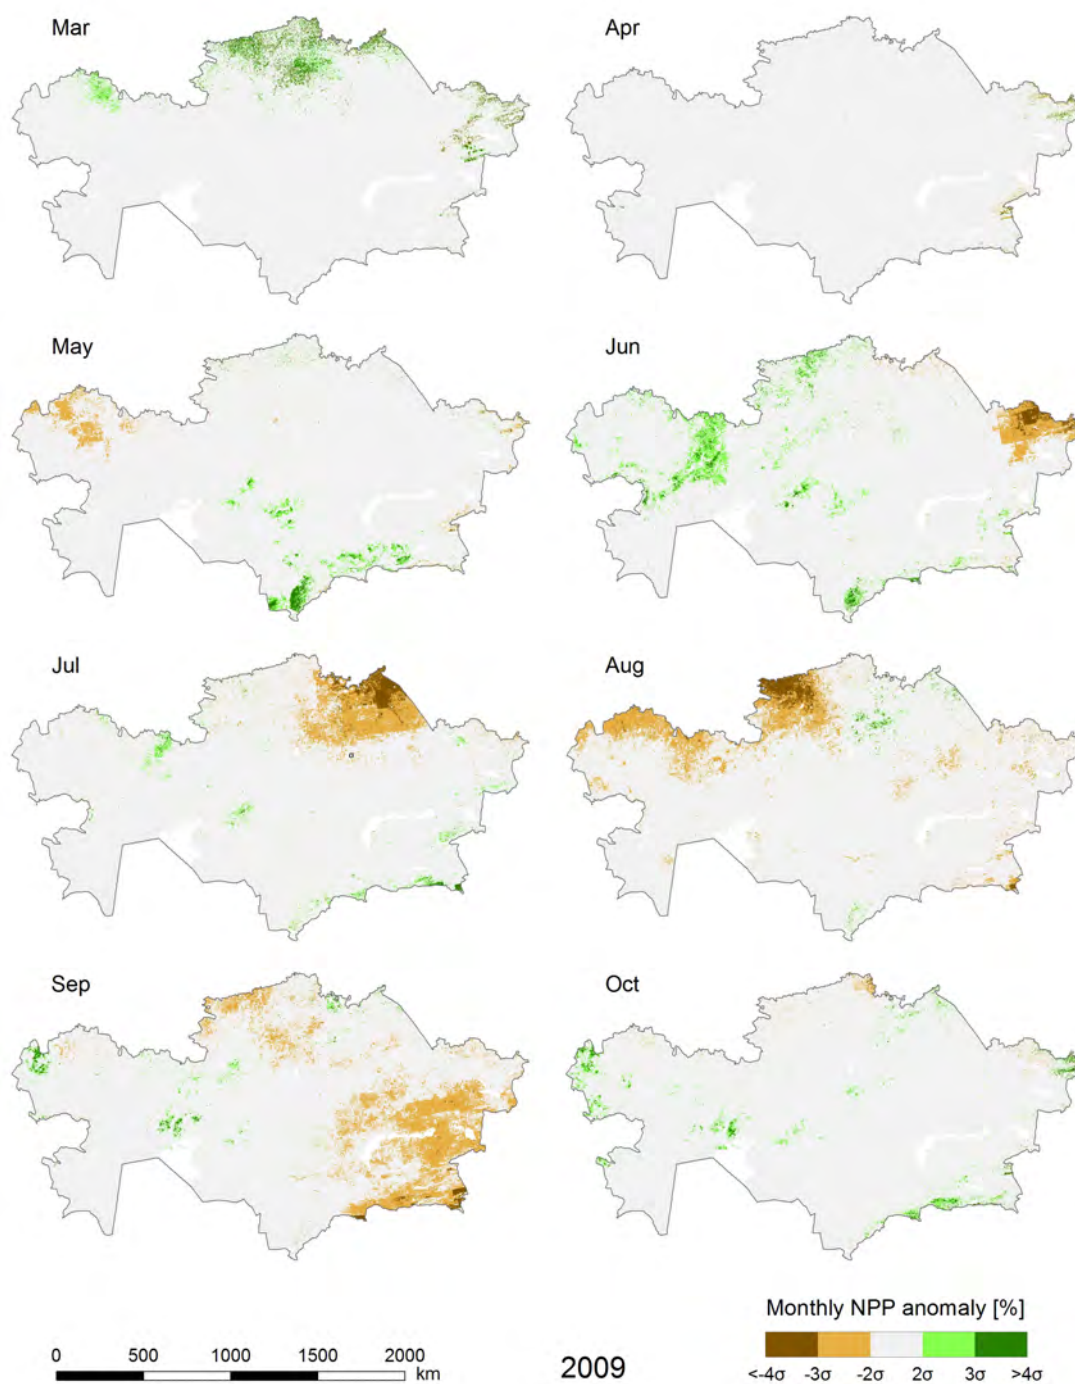 Mar
Apr
May
Jun
Jul
Aug
Sep
Oct
Monthly NPP anomaly [%]
<-4σ -3σ -2σ 2σ 3σ >4σ
0 500 1000 1500 2000
km
2009